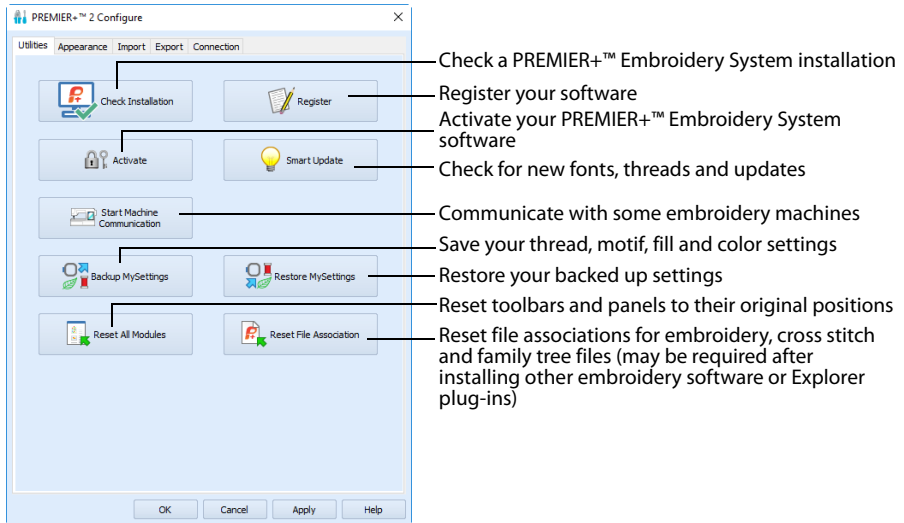 PREMIER+™ 2 Configure
Utilities Appearance Import Export Connection
Check Installation
Register
Activate
Smart Update
Start Machine
Communication
Backup MySettings
Restore MySettings
Reset All Modules
Reset File Association
OK Cancel Apply Help
Check a PREMIER+™ Embroidery System installation
Register your software
Activate your PREMIER+™ Embroidery System
software
Check for new fonts, threads and updates
Communicate with some embroidery machines
Save your thread, motif, fill and color settings
Restore your backed up settings
Reset toolbars and panels to their original positions
Reset file associations for embroidery, cross stitch
and family tree files (may be required after
installing other embroidery software or Explorer
plug-ins)